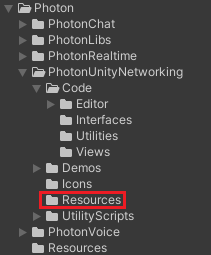 Photon
PhotonChat
PhotonLibs
PhotonRealtime
PhotonUnityNetworking
Code
Editor
Interfaces
Utilities
Views
Demos
Icons
Resources
UtilityScripts
PhotonVoice
Resources